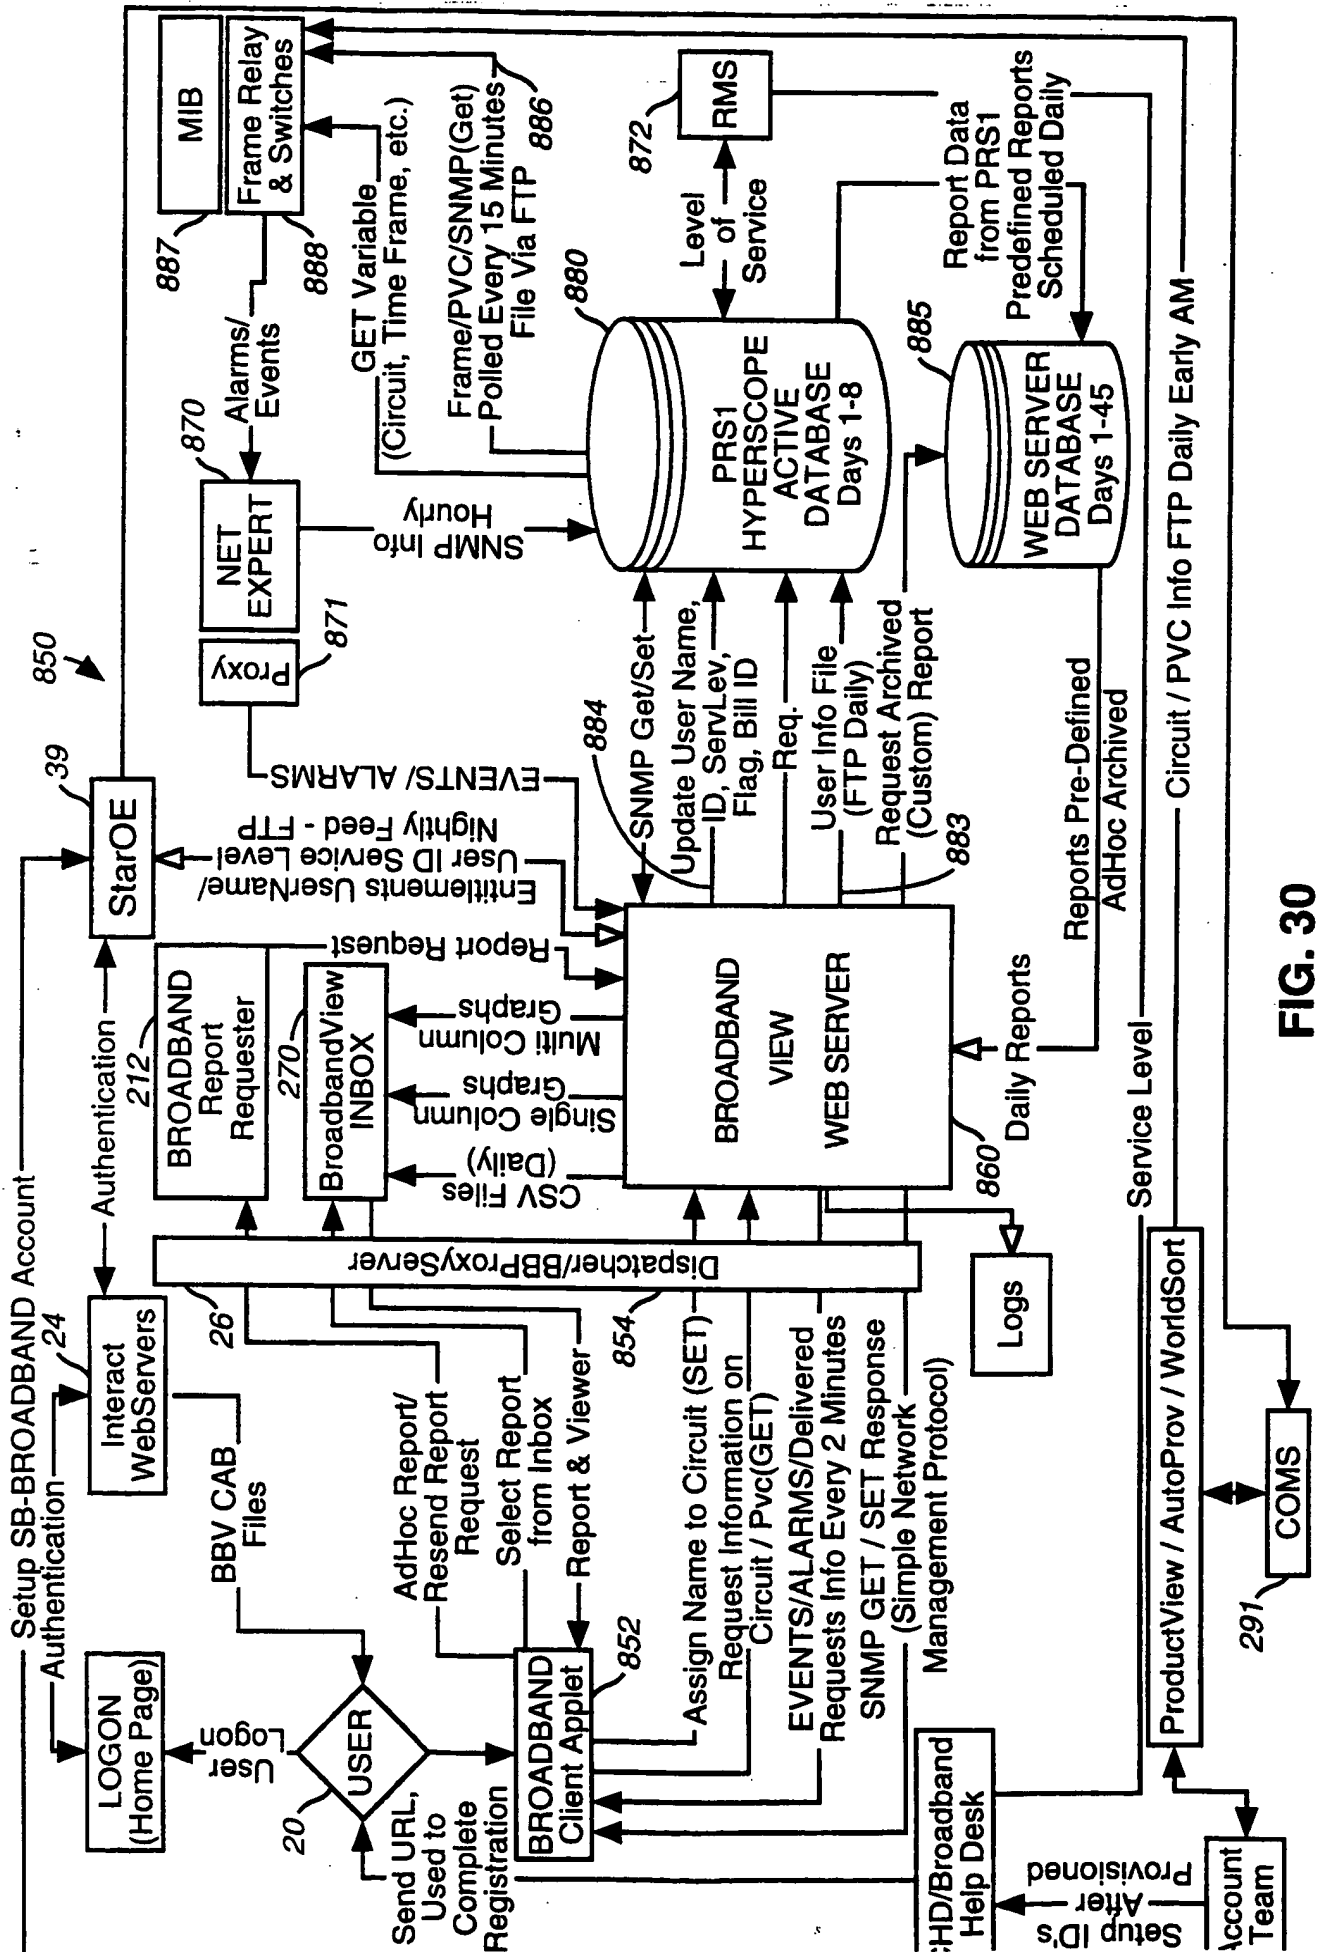 Setup SB-BROADBAND Account
LOGON
(Home Page)
Authentication
24
Interact
WebServers
Authentication
StarOE
39
850
User
Logon
20
USER
BBV CAB
Files
26
212
BROADBAND
Report
Requester
270
BroadbandView
INBOX
Report Request
Entitlements UserName/
User ID Service Level
Nightly Feed - FTP
EVENTS/ ALARMS
Proxy
871
NET
EXPERT
870
Alarms/
Events
MIB
887
Frame Relay
& Switches
888
SNMP Info
Hourly
GET Variable
(Circuit, Time Frame, etc.)
Frame/PVC/SNMP(Get)
Polled Every 15 Minutes
File Via FTP
886
Send URL,
Used to
Complete
Registration
BROADBAND
Client Applet
852
AdHoc Report/
Resend Report
Request
Select Report
from Inbox
Report & Viewer
Dispatcher/BBProxyServer
854
CSV Files
(Daily)
Single Column
Graphs
Multi Column
Graphs
Assign Name to Circuit (SET)
Request Information on
Circuit / Pvc(GET)
EVENTS/ALARMS/Delivered
Requests Info Every 2 Minutes
SNMP GET / SET Response
(Simple Network
Management Protocol)
BROADBAND
VIEW
WEB SERVER
860
884
SNMP Get/Set
Update User Name,
ID, ServLev,
Flag, Bill ID
Req.
User Info File
(FTP Daily)
Request Archived
(Custom) Report
883
880
PRS1
HYPERSCOPE
ACTIVE
DATABASE
Days 1-8
Level
of
Service
872
RMS
885
WEB SERVER
DATABASE
Days 1-45
Report Data
from PRS1
Predefined Reports
Scheduled Daily
Logs
Daily Reports
Reports Pre-Defined
AdHoc Archived
CHD/Broadband
Help Desk
Service Level
Setup ID's
After
Provisioned
Account
Team
ProductView / AutoProv / WorldSort
Circuit / PVC Info FTP Daily Early AM
COMS
291
FIG. 30